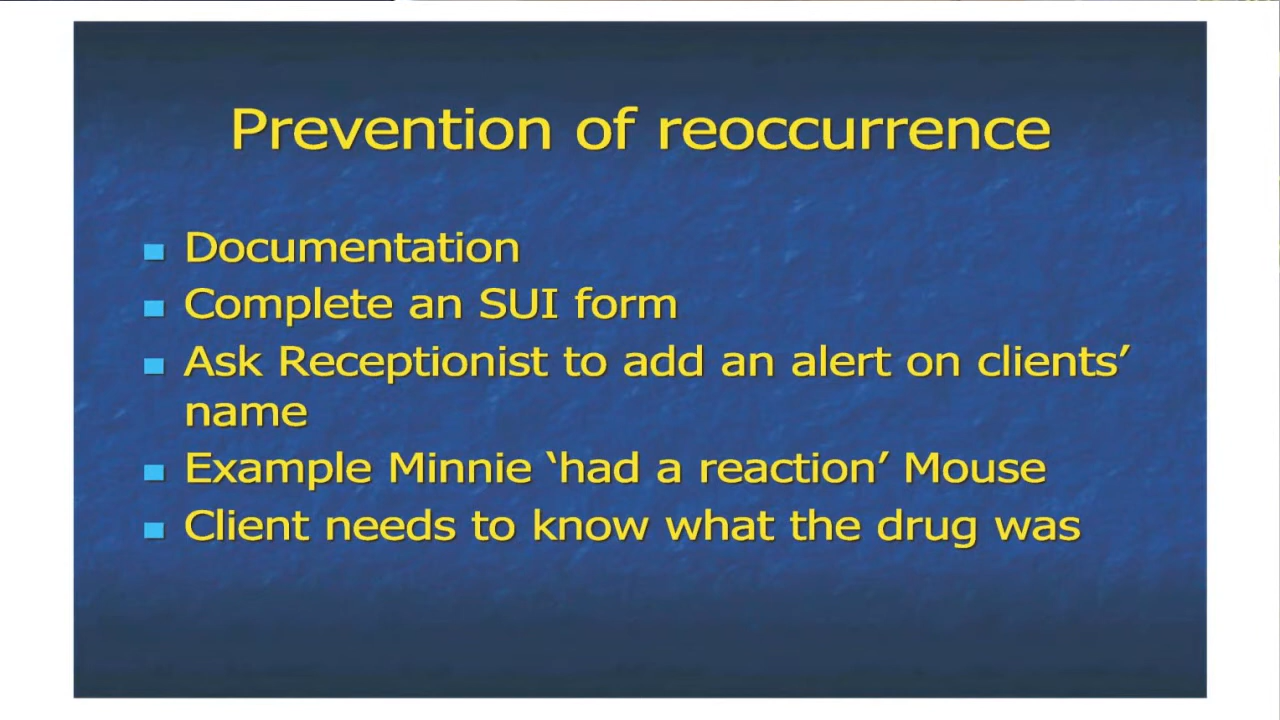 Prevention of reoccurrence
Documentation
Complete an SUI form
Ask Receptionist to add an alert on clients’
name
Example Minnie ‘had a reaction’ Mouse
Client needs to know what the drug was